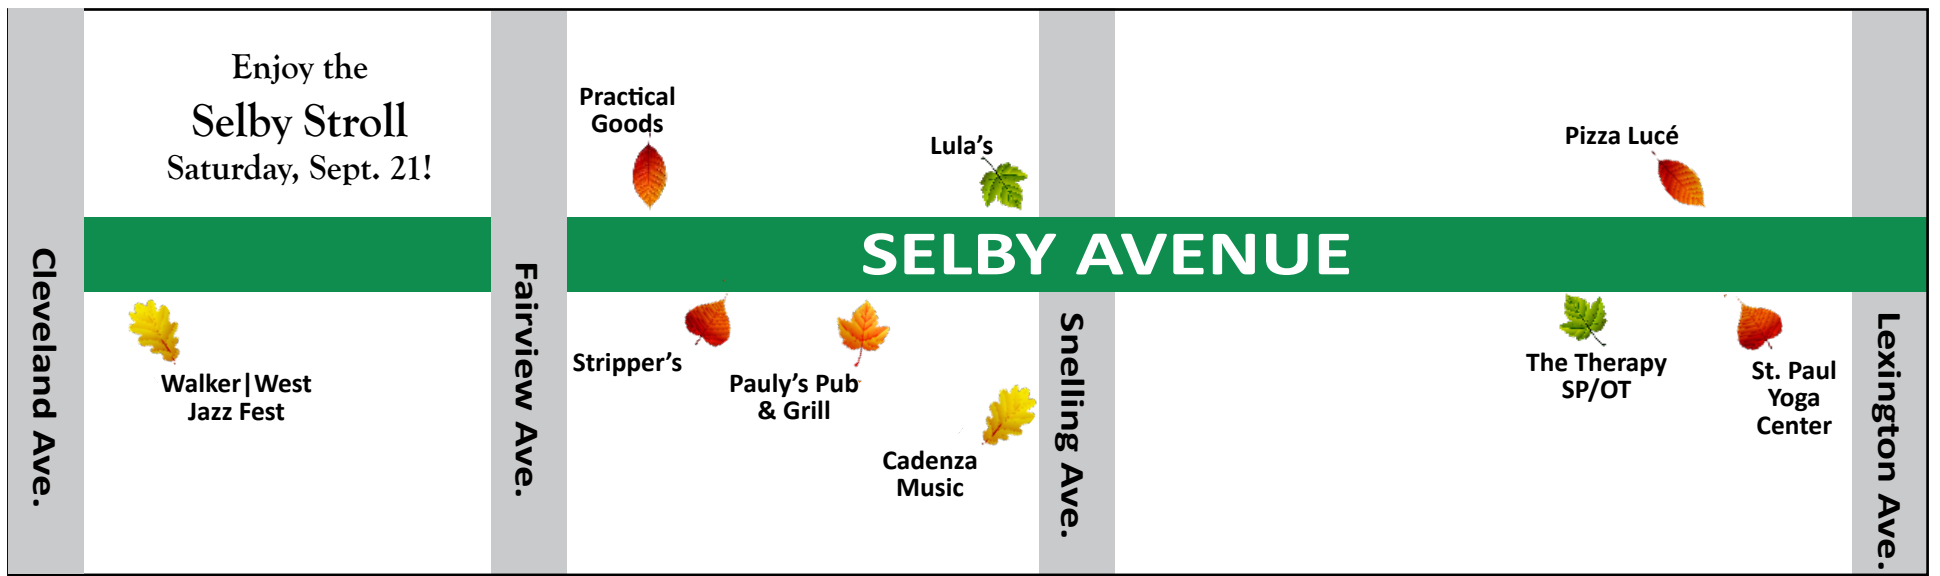 Enjoy the
Selby Stroll
Saturday, Sept. 21!
Practical
Goods
Lula’s
Pizza Lucé
SELBY AVENUE
Cleveland Ave.
Fairview Ave.
Snelling Ave.
Lexington Ave.
Walker|West
Jazz Fest
Stripper’s
Pauly’s Pub
& Grill
Cadenza
Music
The Therapy
SP/OT
St. Paul
Yoga
Center